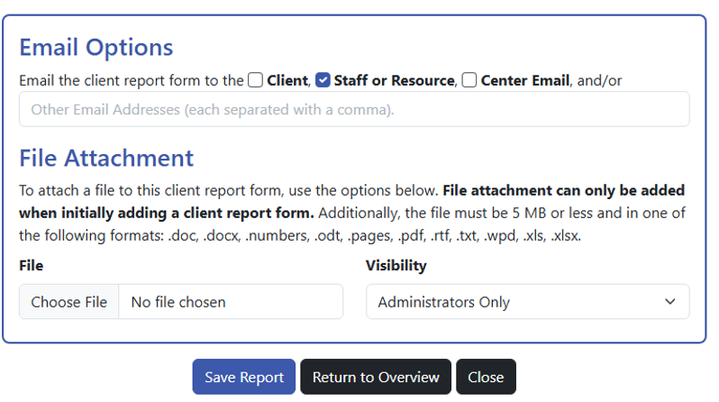 Email Options
Email the client report form to the Client, Staff or Resource, Center Email, and/or
Other Email Addresses (each separated with a comma).
File Attachment
To attach a file to this client report form, use the options below. File attachment can only be added
when initially adding a client report form. Additionally, the file must be 5 MB or less and in one of
the following formats: .doc, .docx, .numbers, .odt, .pages, .pdf, .rtf, .txt, .wpd, .xls, .xlsx.
File Visibility
Choose File No file chosen Administrators Only
Save Report Return to Overview Close